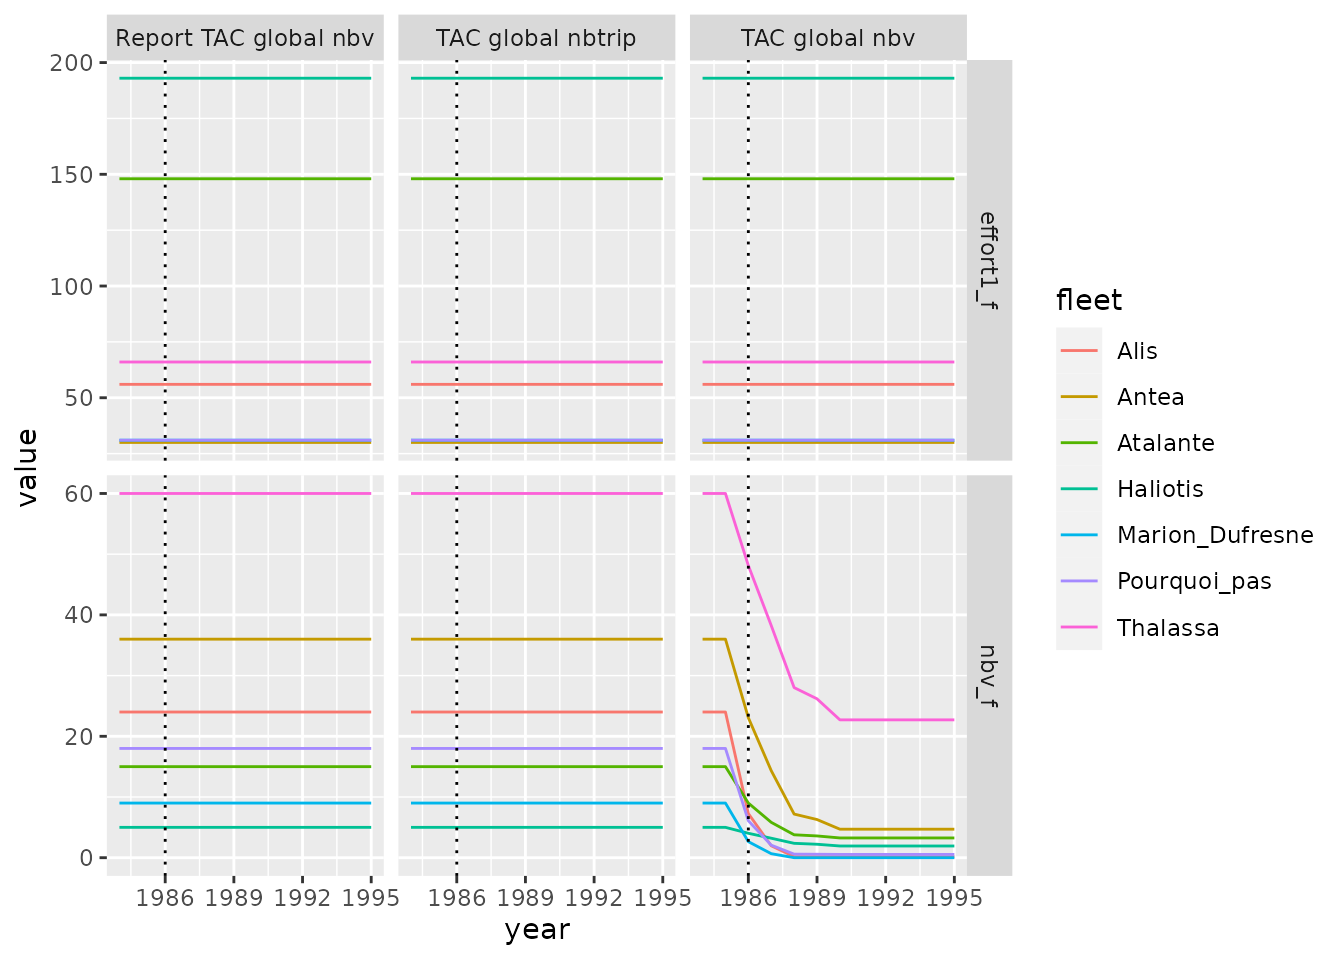 Report TAC global nbv
TAC global nbtrip
TAC global nbv
200
150
100
50
effort1_f
60
40
20
0
nbv_f
value
1986 1989 1992 1995
1986 1989 1992 1995
1986 1989 1992 1995
year
fleet
Alis
Antea
Atalante
Haliotis
Marion_Dufresne
Pourquoi_pas
Thalassa